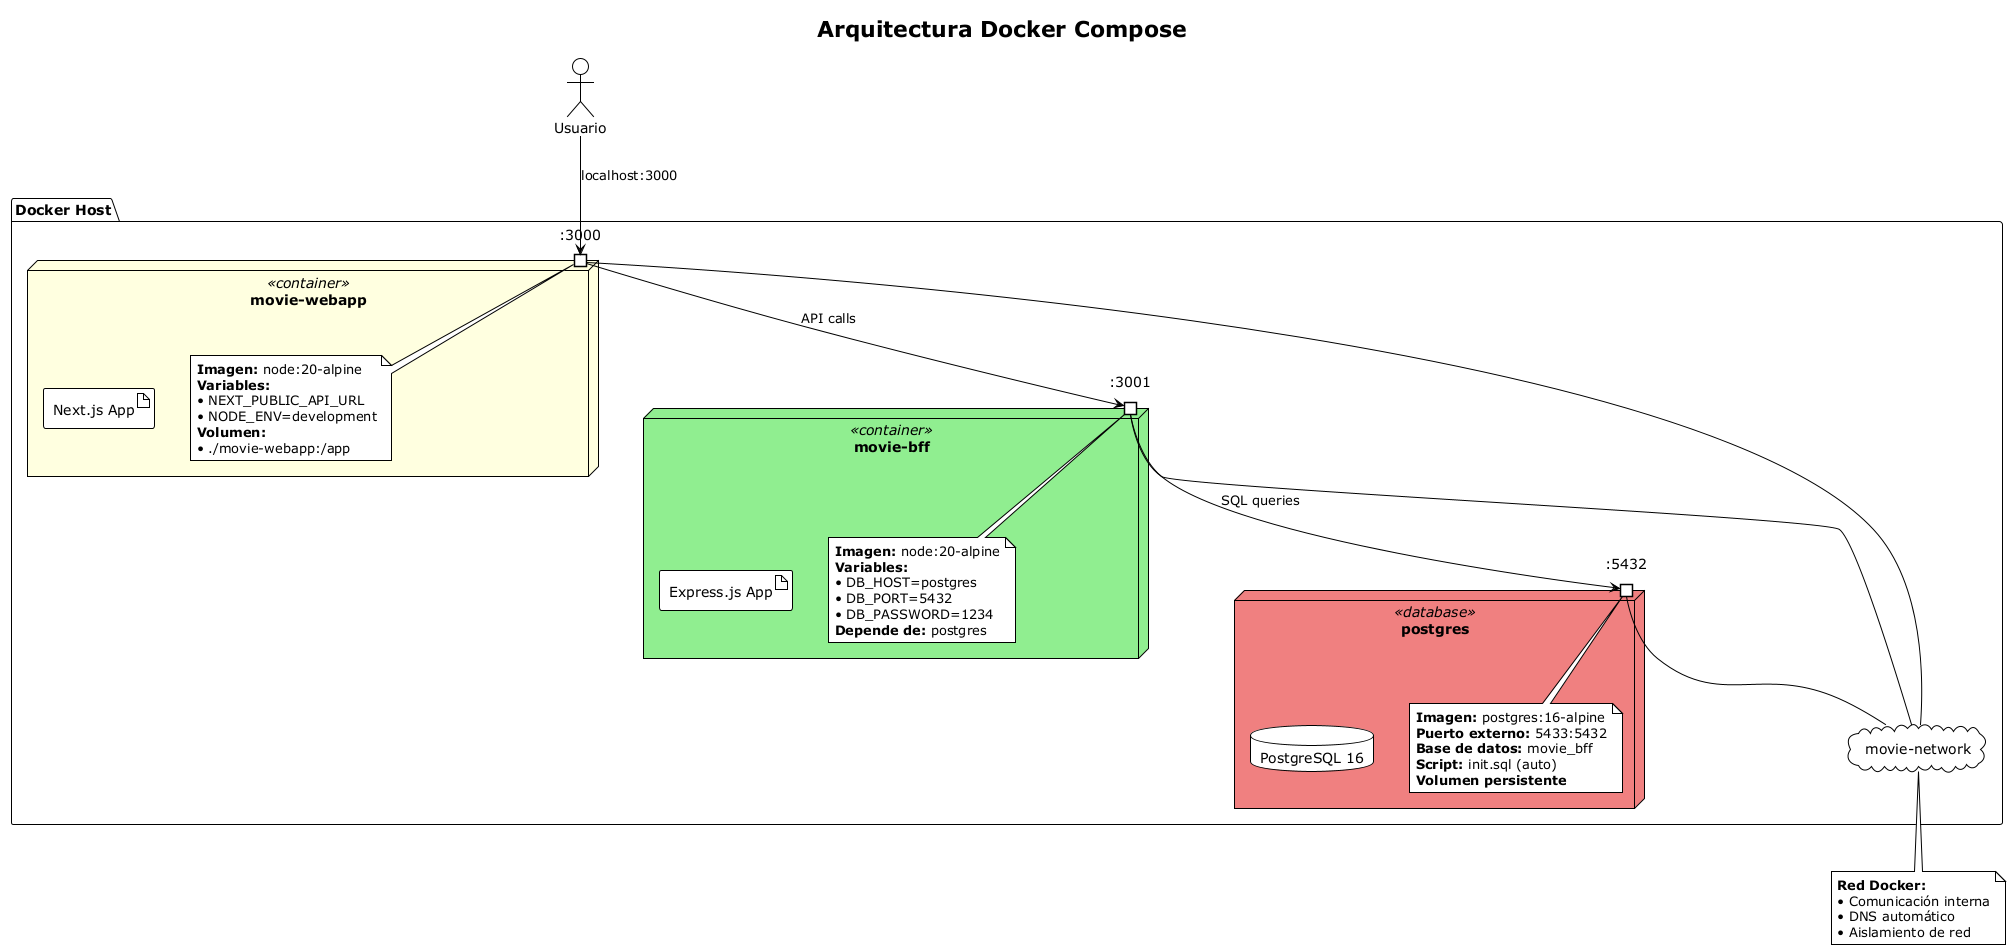 Arquitectura Docker Compose
Usuario
localhost:3000
Docker Host
:3000
«container»
movie-webapp
Next.js App
Imagen: node:20-alpine
Variables:
• NEXT_PUBLIC_API_URL
• NODE_ENV=development
Volumen:
• ./movie-webapp:/app
API calls
:3001
«container»
movie-bff
Express.js App
Imagen: node:20-alpine
Variables:
• DB_HOST=postgres
• DB_PORT=5432
• DB_PASSWORD=1234
Depende de: postgres
SQL queries
:5432
«database»
postgres
PostgreSQL 16
Imagen: postgres:16-alpine
Puerto externo: 5433:5432
Base de datos: movie_bff
Script: init.sql (auto)
Volumen persistente
movie-network
Red Docker:
• Comunicación interna
• DNS automático
• Aislamiento de red